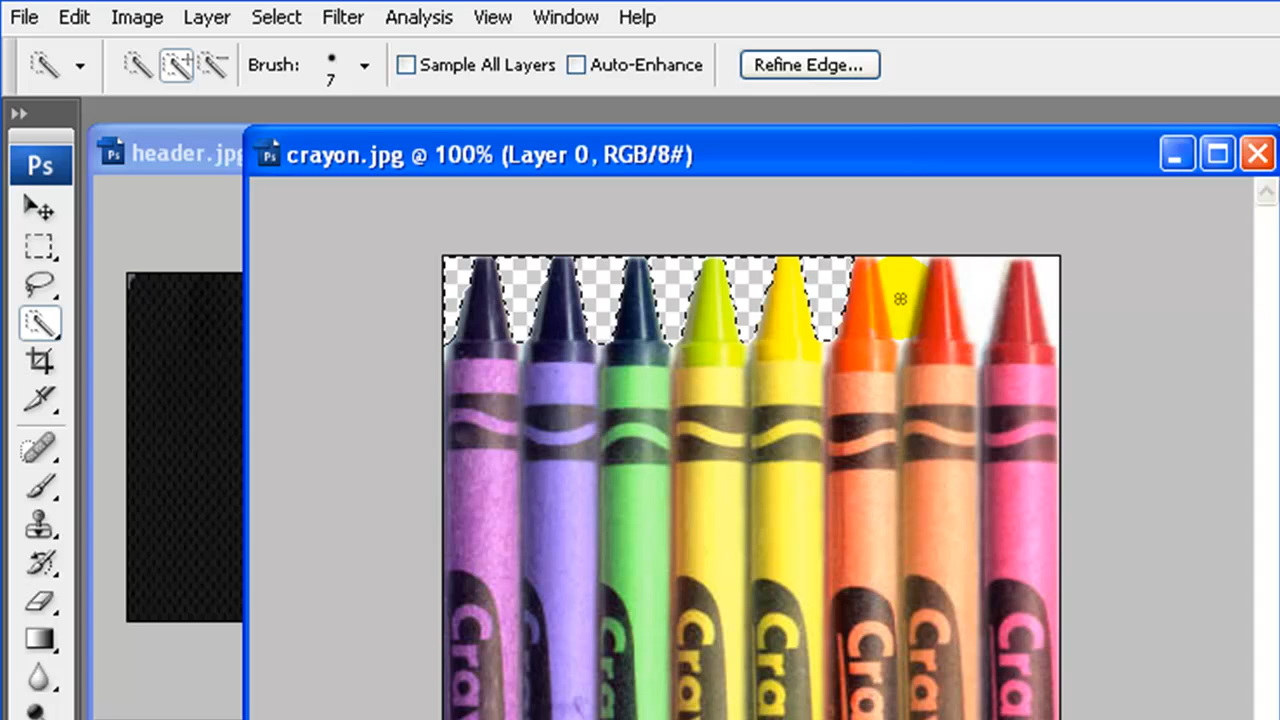 File Edit Image Layer Select Filter Analysis View Window Help
Brush: 7 Sample All Layers Auto-Enhance Refine Edge...
Ps
header.jpg
crayon.jpg @ 100% (Layer 0, RGB/8#)